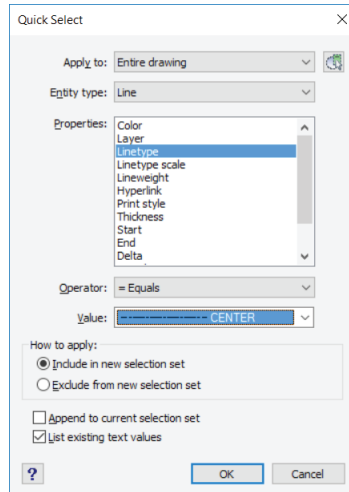 Quick Select
Apply to: Entire drawing
Entity type: Line
Properties: Color
Layer
Linetype
Linetype scale
Lineweight
Hyperlink
Print style
Thickness
Start
End
Delta
Operator: = Equals
Value: CENTER
How to apply:
Include in new selection set
Exclude from new selection set
Append to current selection set
List existing text values
? OK Cancel